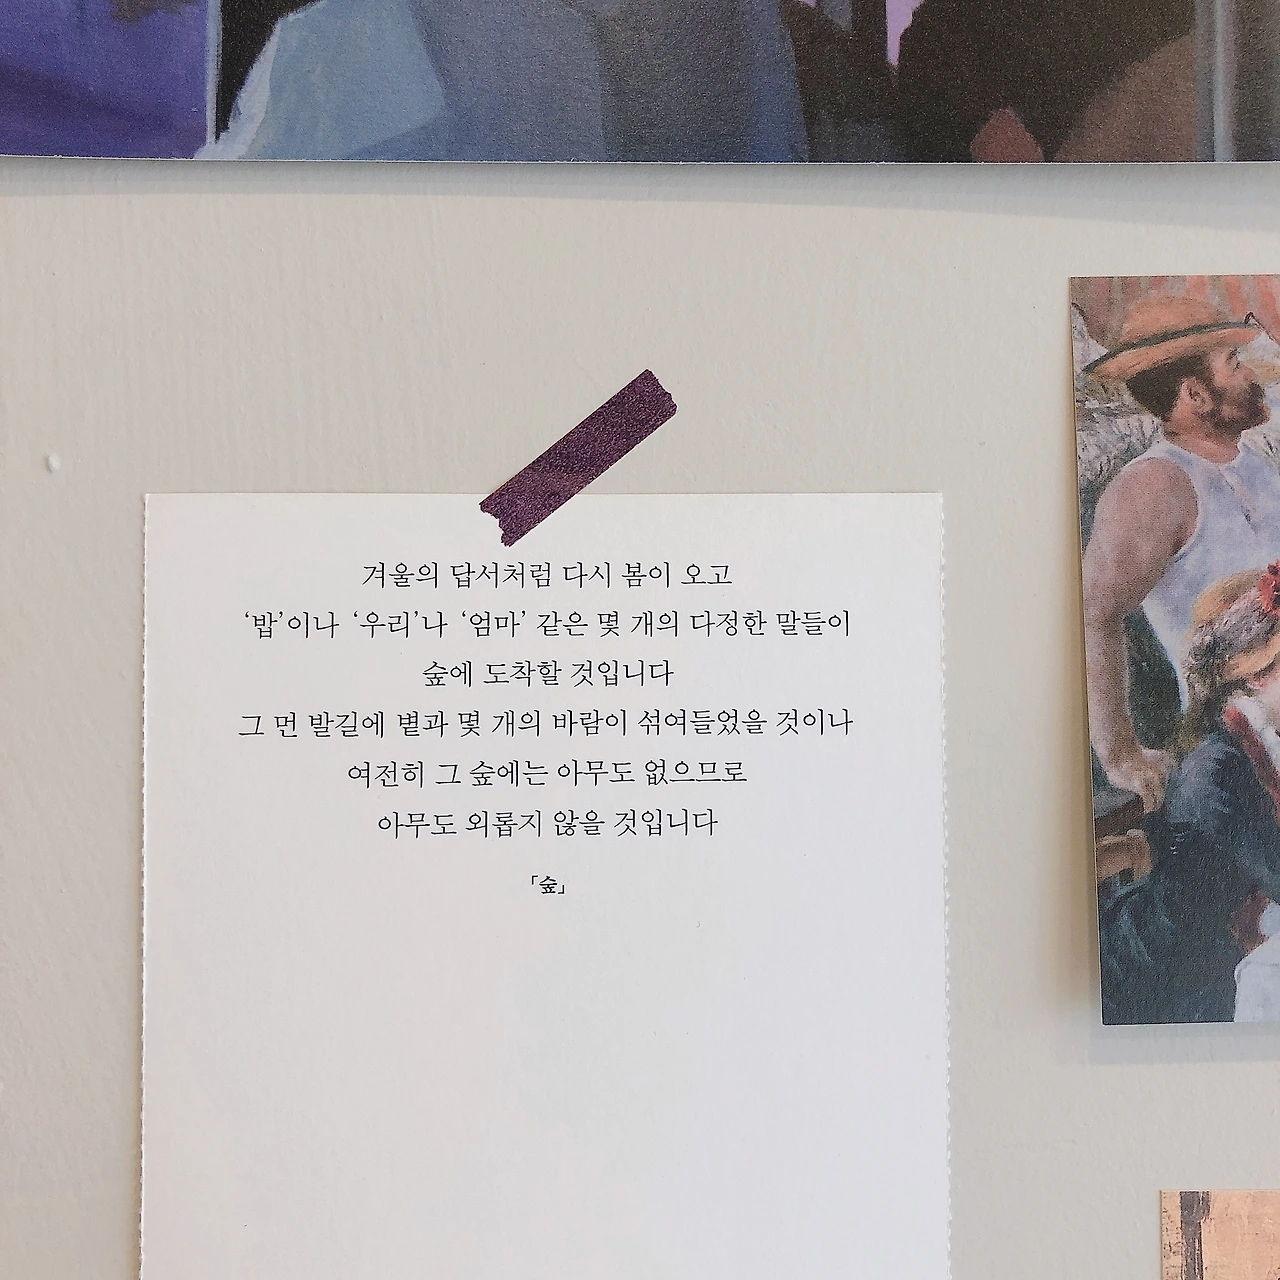 겨울의 답서처럼 다시 봄이 오고
‘밥’이나 ‘우리’나 ‘엄마’ 같은 몇 개의 다정한 말들이
숲에 도착할 것입니다
그 먼 발길에 볕과 몇 개의 바람이 섞여들었을 것이나
여전히 그 숲에는 아무도 없으므로
아무도 외롭지 않을 것입니다
「숲」